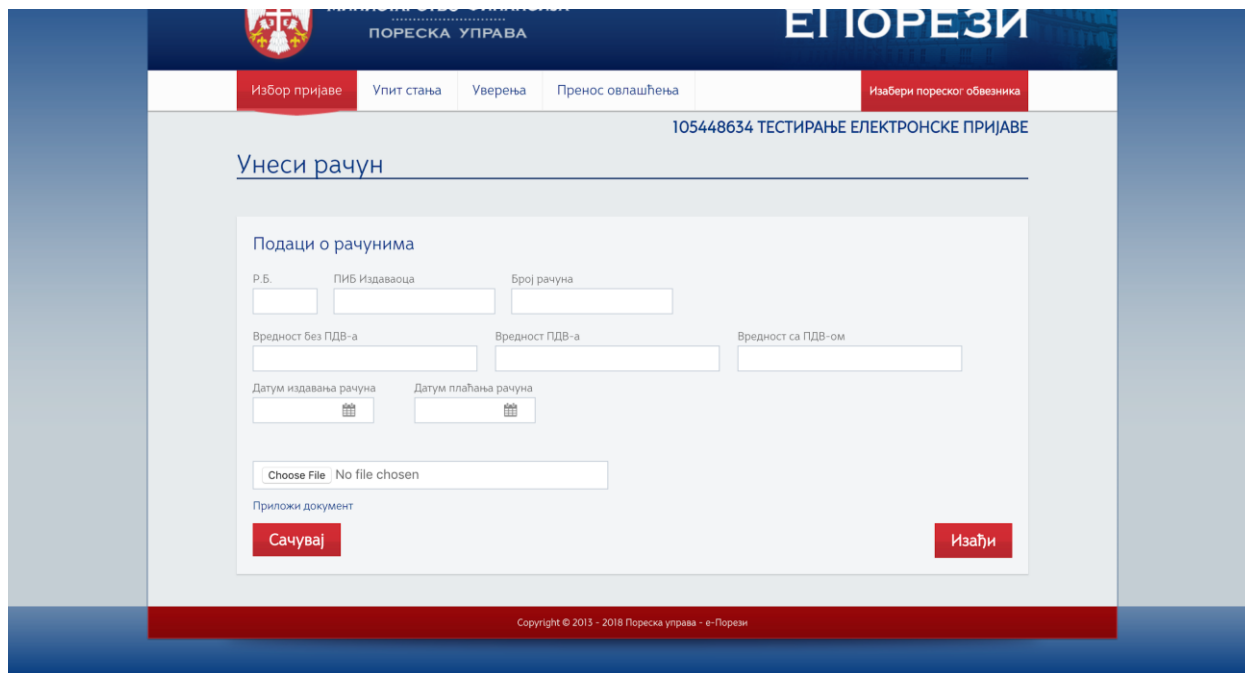 ПОРЕСКА УПРАВА
ЕПОРЕЗИ
Избор пријаве Упит стања Уверења Пренос овлашћења Изабери пореског обвезника
105448634 ТЕСТИРАЊЕ ЕЛЕКТРОНСКЕ ПРИЈАВЕ
Унеси рачун
Подаци о рачунима
Р.Б. ПИБ Издаваоца Број рачуна
Вредност без ПДВ-а Вредност ПДВ-а Вредност са ПДВ-ом
Датум издавања рачуна Датум плаћања рачуна
Choose File No file chosen
Приложи документ
Сачувај Изађи
Copyright © 2013 - 2018 Пореска управа - е-Порези